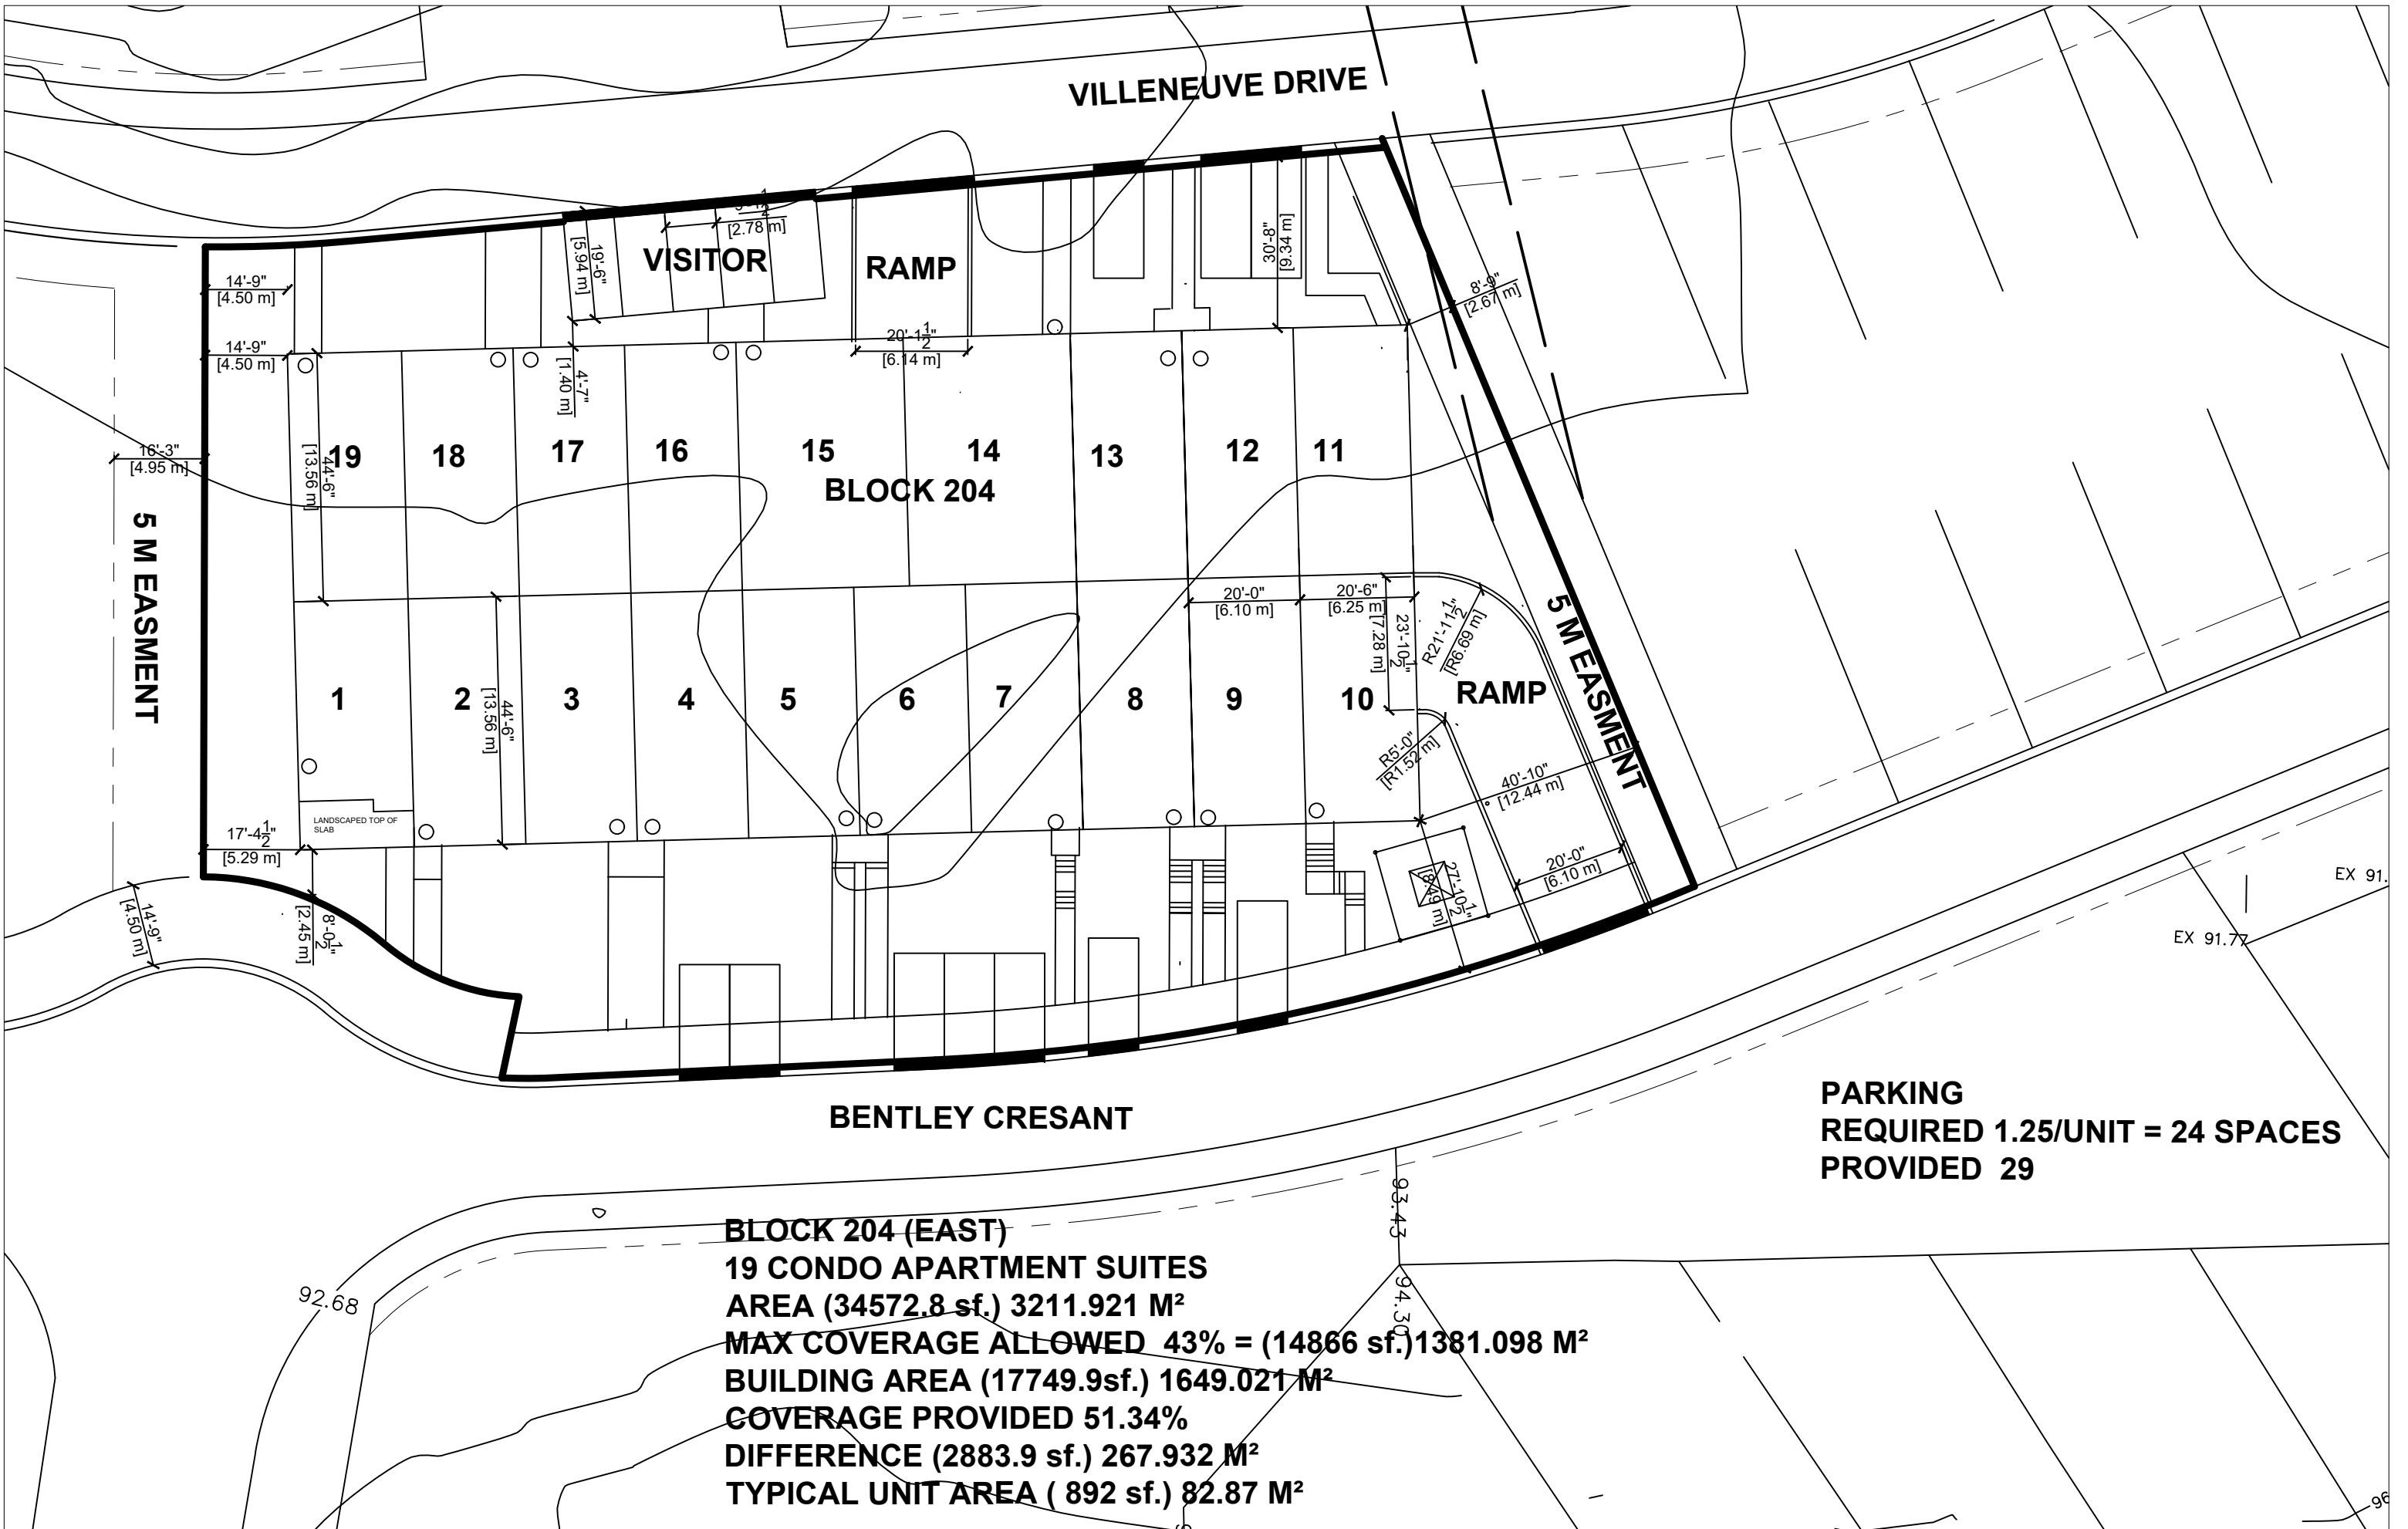 VILLENEUVE DRIVE
[2.78 m]
19'-6"
[5.94 m]
VISITOR
RAMP
30'-8"
[9.34 m]
8'-9"
[2.67 m]
14'-9"
[4.50 m]
14'-9"
[4.50 m]
4'-7"
[1.40 m]
20'-1 1/2"
[6.14 m]
16'-3"
[4.95 m]
44'-6"
[13.56 m]
19
18
17
16
15
14
13
12
11
BLOCK 204
5 M EASMENT
20'-0"
[6.10 m]
20'-6"
[6.25 m]
23'-10 1/2"
[7.28 m]
R21'-11 1/2"
[R6.69 m]
5 M EASMENT
1
2
3
4
5
6
7
8
9
10
RAMP
44'-6"
[13.56 m]
R5'-0"
[R1.52 m]
40'-10"
[12.44 m]
LANDSCAPED TOP OF
SLAB
17'-4 1/2"
[5.29 m]
14'-9"
[4.50 m]
8'-0 1/2"
[2.45 m]
27'-10 1/2"
[8.49 m]
20'-0"
[6.10 m]
EX 91.
EX 91.77
BENTLEY CRESANT
PARKING
REQUIRED 1.25/UNIT = 24 SPACES
PROVIDED 29
93.43
94.30
92.68
BLOCK 204 (EAST)
19 CONDO APARTMENT SUITES
AREA (34572.8 sf.) 3211.921 M²
MAX COVERAGE ALLOWED 43% = (14866 sf.)1381.098 M²
BUILDING AREA (17749.9sf.) 1649.021 M²
COVERAGE PROVIDED 51.34%
DIFFERENCE (2883.9 sf.) 267.932 M²
TYPICAL UNIT AREA ( 892 sf.) 82.87 M²
96